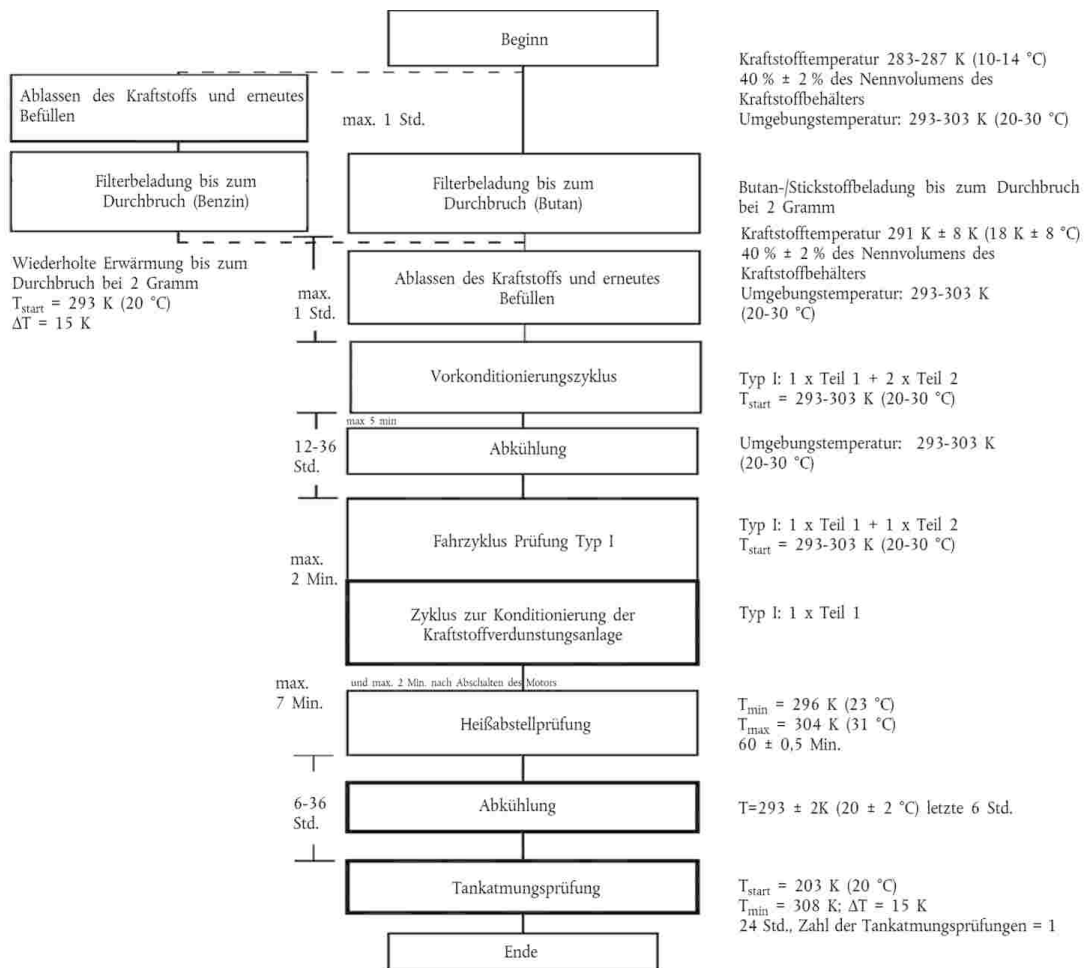 Beginn
Kraftstofftemperatur 283-287 K (10-14 °C)
40 % ± 2 % des Nennvolumens des
Kraftstoffbehälters
Umgebungstemperatur: 293-303 K (20-30 °C)
Ablassen des Kraftstoffs und erneutes
Befüllen
max. 1 Std.
Filterbeladung bis zum
Durchbruch (Benzin)
Filterbeladung bis zum
Durchbruch (Butan)
Butan-/Stickstoffbeladung bis zum Durchbruch
bei 2 Gramm
Wiederholte Erwärmung bis zum
Durchbruch bei 2 Gramm
Tstart = 293 K (20 °C)
ΔT = 15 K
max.
1 Std.
Ablassen des Kraftstoffs und erneutes
Befüllen
Kraftstofftemperatur 291 K ± 8 K (18 K ± 8 °C)
40 % ± 2 % des Nennvolumens des
Kraftstoffbehälters
Umgebungstemperatur: 293-303 K
(20-30 °C)
Vorkonditionierungszyklus
Typ I: 1 x Teil 1 + 2 x Teil 2
Tstart = 293-303 K (20-30 °C)
max 5 min
12-36
Std.
Abkühlung
Umgebungstemperatur: 293-303 K
(20-30 °C)
Fahrzyklus Prüfung Typ I
Typ I: 1 x Teil 1 + 1 x Teil 2
Tstart = 293-303 K (20-30 °C)
max.
2 Min.
Zyklus zur Konditionierung der
Kraftstoffverdunstungsanlage
Typ I: 1 x Teil 1
max.
7 Min.
und max. 2 Min. nach Abschalten des Motors
Heißabstellprüfung
Tmin = 296 K (23 °C)
Tmax = 304 K (31 °C)
60 ± 0,5 Min.
6-36
Std.
Abkühlung
T=293 ± 2K (20 ± 2 °C) letzte 6 Std.
Tankatmungsprüfung
Tstart = 203 K (20 °C)
Tmin = 308 K; ΔT = 15 K
24 Std., Zahl der Tankatmungsprüfungen = 1
Ende